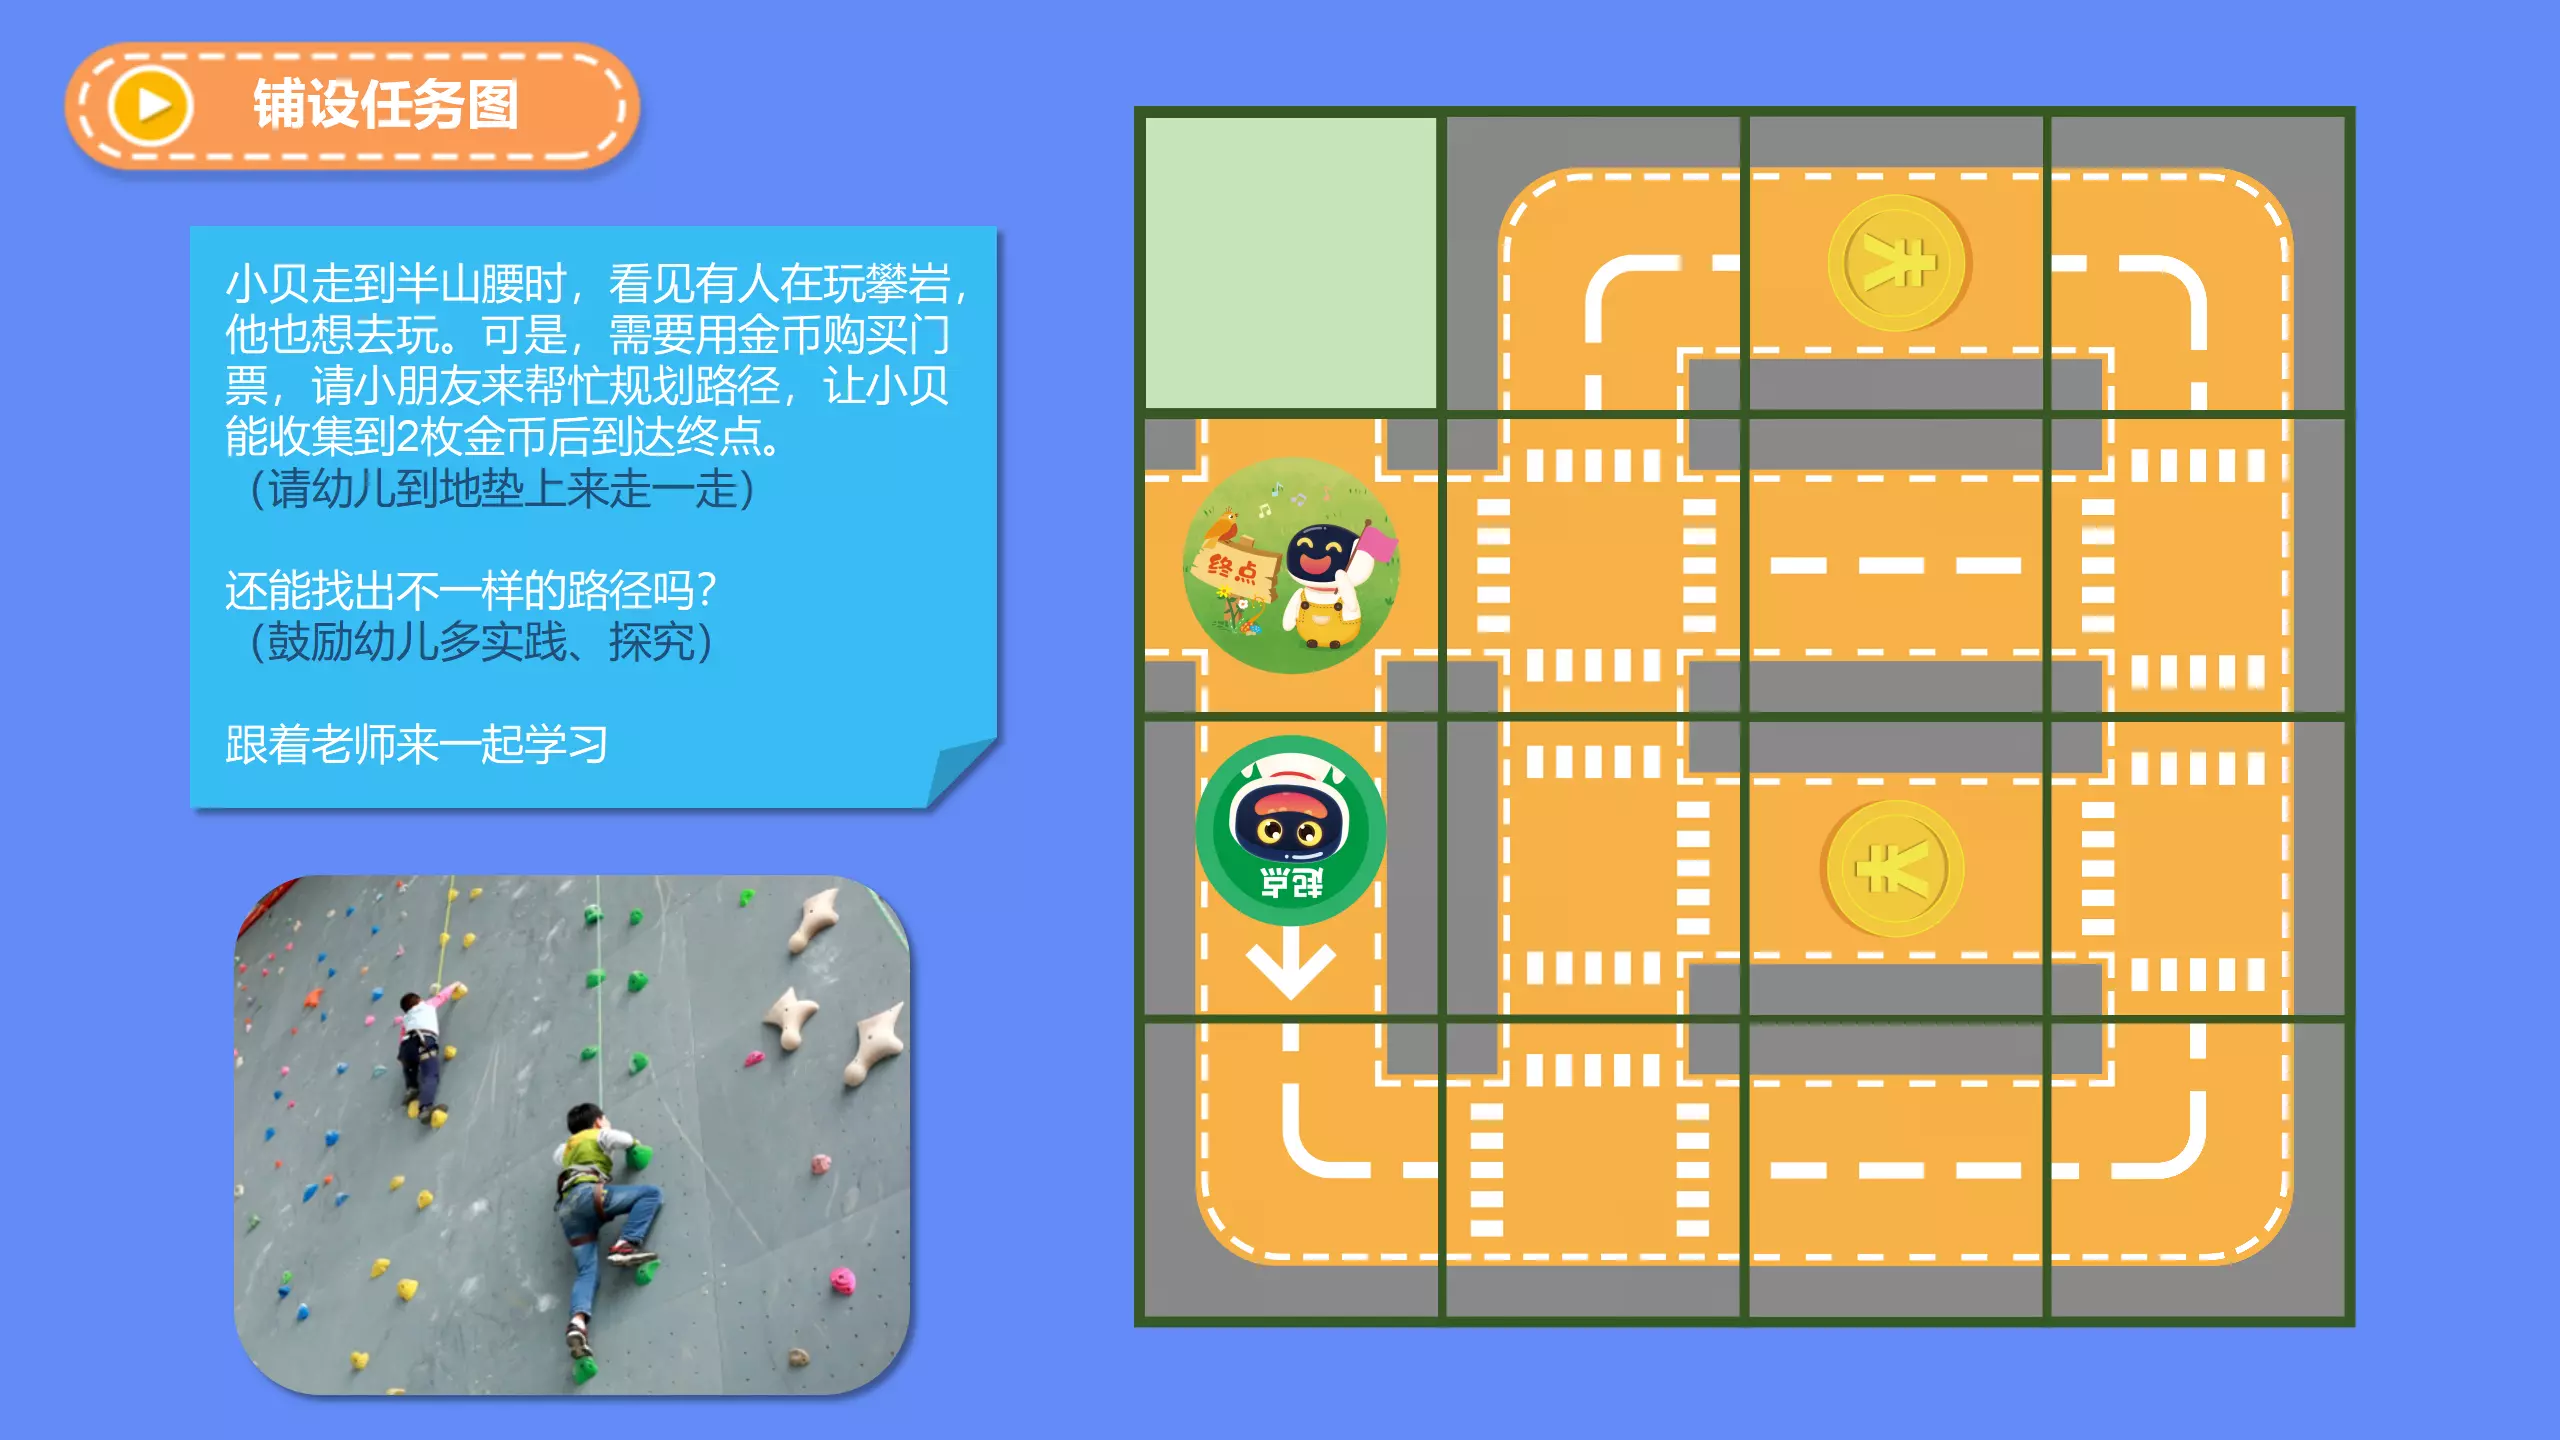 铺设任务图
小贝走到半山腰时，看见有人在玩攀岩，
他也想去玩。可是，需要用金币购买门
票，请小朋友来帮忙规划路径，让小贝
能收集到2枚金币后到达终点。
（请幼儿到地垫上来走一走）
还能找出不一样的路径吗？
（鼓励幼儿多实践、探究）
跟着老师来一起学习
¥
终点
起点
¥